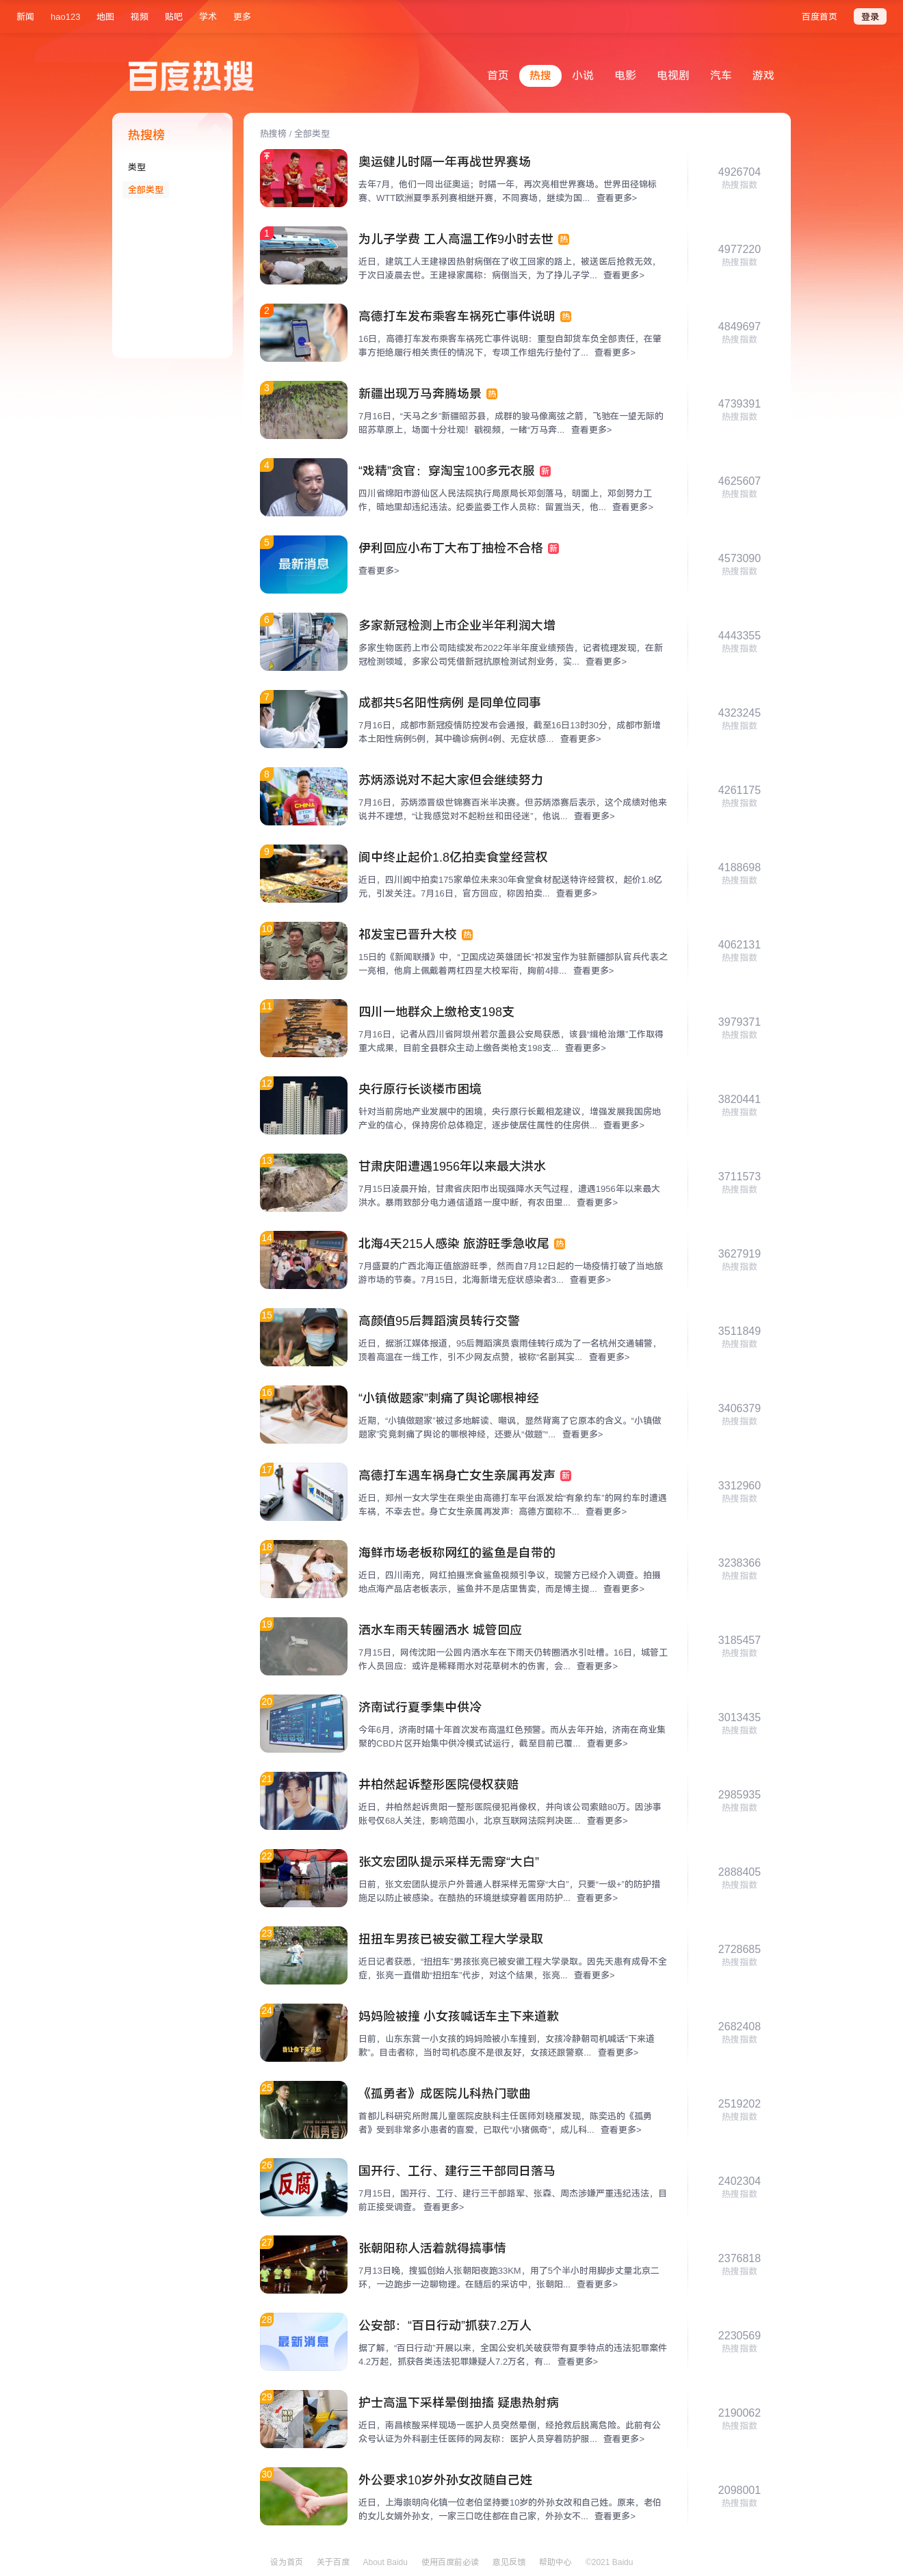 新闻 hao123 地图 视频 贴吧 学术 更多 百度首页 登录
百度热搜
首页 热搜 小说 电影 电视剧 汽车 游戏
热搜榜
类型
全部类型
热搜榜 / 全部类型
奥运健儿时隔一年再战世界赛场
去年7月，他们一同出征奥运；时隔一年，再次亮相世界赛场。世界田径锦标
赛、WTT欧洲夏季系列赛相继开赛，不同赛场，继续为国... 查看更多>
4926704
热搜指数
1
为儿子学费 工人高温工作9小时去世 热
近日，建筑工人王建禄因热射病倒在了收工回家的路上，被送医后抢救无效，
于次日凌晨去世。王建禄家属称：病倒当天，为了挣儿子学... 查看更多>
4977220
热搜指数
2
高德打车发布乘客车祸死亡事件说明 热
16日，高德打车发布乘客车祸死亡事件说明：重型自卸货车负全部责任，在肇
事方拒绝履行相关责任的情况下，专项工作组先行垫付了... 查看更多>
4849697
热搜指数
3
新疆出现万马奔腾场景 热
7月16日，“天马之乡”新疆昭苏县，成群的骏马像离弦之箭，飞驰在一望无际的
昭苏草原上，场面十分壮观！戳视频，一睹“万马奔... 查看更多>
4739391
热搜指数
4
“戏精”贪官：穿淘宝100多元衣服 新
四川省绵阳市游仙区人民法院执行局原局长邓剑落马。明面上，邓剑努力工
作，暗地里却违纪违法。纪委监委工作人员称：留置当天，他... 查看更多>
4625607
热搜指数
5
最新消息
伊利回应小布丁大布丁抽检不合格 新
查看更多>
4573090
热搜指数
6
多家新冠检测上市企业半年利润大增
多家生物医药上市公司陆续发布2022年半年度业绩预告，记者梳理发现，在新
冠检测领域，多家公司凭借新冠抗原检测试剂业务，实... 查看更多>
4443355
热搜指数
7
成都共5名阳性病例 是同单位同事
7月16日，成都市新冠疫情防控发布会通报，截至16日13时30分，成都市新增
本土阳性病例5例，其中确诊病例4例、无症状感... 查看更多>
4323245
热搜指数
8
苏炳添说对不起大家但会继续努力
7月16日，苏炳添晋级世锦赛百米半决赛。但苏炳添赛后表示，这个成绩对他来
说并不理想，“让我感觉对不起粉丝和田径迷”，他说... 查看更多>
4261175
热搜指数
9
阆中终止起价1.8亿拍卖食堂经营权
近日，四川阆中拍卖175家单位未来30年食堂食材配送特许经营权，起价1.8亿
元，引发关注。7月16日，官方回应，称因拍卖... 查看更多>
4188698
热搜指数
10
祁发宝已晋升大校 热
15日的《新闻联播》中，“卫国戍边英雄团长”祁发宝作为驻新疆部队官兵代表之
一亮相，他肩上佩戴着两杠四星大校军衔，胸前4排... 查看更多>
4062131
热搜指数
11
四川一地群众上缴枪支198支
7月16日，记者从四川省阿坝州若尔盖县公安局获悉，该县“缉枪治爆”工作取得
重大成果，目前全县群众主动上缴各类枪支198支... 查看更多>
3979371
热搜指数
12
央行原行长谈楼市困境
针对当前房地产业发展中的困境，央行原行长戴相龙建议，增强发展我国房地
产业的信心，保持房价总体稳定，逐步使居住属性的住房供... 查看更多>
3820441
热搜指数
13
甘肃庆阳遭遇1956年以来最大洪水
7月15日凌晨开始，甘肃省庆阳市出现强降水天气过程，遭遇1956年以来最大
洪水。暴雨致部分电力通信道路一度中断，有农田里... 查看更多>
3711573
热搜指数
14
北海4天215人感染 旅游旺季急收尾 热
7月盛夏的广西北海正值旅游旺季，然而自7月12日起的一场疫情打破了当地旅
游市场的节奏。7月15日，北海新增无症状感染者3... 查看更多>
3627919
热搜指数
15
高颜值95后舞蹈演员转行交警
近日，据浙江媒体报道，95后舞蹈演员袁雨佳转行成为了一名杭州交通辅警，
顶着高温在一线工作，引不少网友点赞，被称“名副其实... 查看更多>
3511849
热搜指数
16
“小镇做题家”刺痛了舆论哪根神经
近期，“小镇做题家”被过多地解读、嘲讽，显然背离了它原本的含义。“小镇做
题家”究竟刺痛了舆论的哪根神经，还要从“做题”“... 查看更多>
3406379
热搜指数
17
高德打车遇车祸身亡女生亲属再发声 新
近日，郑州一女大学生在乘坐由高德打车平台派发给“有象约车”的网约车时遭遇
车祸，不幸去世。身亡女生亲属再发声：高德方面称不... 查看更多>
3312960
热搜指数
18
海鲜市场老板称网红的鲨鱼是自带的
近日，四川南充，网红拍摄烹食鲨鱼视频引争议，现警方已经介入调查。拍摄
地点海产品店老板表示，鲨鱼并不是店里售卖，而是博主提... 查看更多>
3238366
热搜指数
19
洒水车雨天转圈洒水 城管回应
7月15日，网传沈阳一公园内洒水车在下雨天仍转圈洒水引吐槽。16日，城管工
作人员回应：或许是稀释雨水对花草树木的伤害，会... 查看更多>
3185457
热搜指数
20
济南试行夏季集中供冷
今年6月，济南时隔十年首次发布高温红色预警。而从去年开始，济南在商业集
聚的CBD片区开始集中供冷模式试运行，截至目前已覆... 查看更多>
3013435
热搜指数
21
井柏然起诉整形医院侵权获赔
近日，井柏然起诉贵阳一整形医院侵犯肖像权，并向该公司索赔80万。因涉事
账号仅68人关注，影响范围小，北京互联网法院判决医... 查看更多>
2985935
热搜指数
22
张文宏团队提示采样无需穿“大白”
日前，张文宏团队提示户外普通人群采样无需穿“大白”，只要“一级+”的防护措
施足以防止被感染。在酷热的环境继续穿着医用防护... 查看更多>
2888405
热搜指数
23
扭扭车男孩已被安徽工程大学录取
近日记者获悉，“扭扭车”男孩张亮已被安徽工程大学录取。因先天患有成骨不全
症，张亮一直借助“扭扭车”代步，对这个结果，张亮... 查看更多>
2728685
热搜指数
24
妈妈险被撞 小女孩喊话车主下来道歉
日前，山东东营一小女孩的妈妈险被小车撞到，女孩冷静朝司机喊话“下来道
歉”。目击者称，当时司机态度不是很友好，女孩还跟警察... 查看更多>
2682408
热搜指数
25
《孤勇者》
《孤勇者》成医院儿科热门歌曲
首都儿科研究所附属儿童医院皮肤科主任医师刘晓雁发现，陈奕迅的《孤勇
者》受到非常多小患者的喜爱，已取代“小猪佩奇”，成儿科... 查看更多>
2519202
热搜指数
26
反腐
国开行、工行、建行三干部同日落马
7月15日，国开行、工行、建行三干部路军、张森、周杰涉嫌严重违纪违法，目
前正接受调查。 查看更多>
2402304
热搜指数
27
张朝阳称人活着就得搞事情
7月13日晚，搜狐创始人张朝阳夜跑33KM，用了5个半小时用脚步丈量北京二
环，一边跑步一边聊物理。在随后的采访中，张朝阳... 查看更多>
2376818
热搜指数
28
最新消息
公安部：“百日行动”抓获7.2万人
据了解，“百日行动”开展以来，全国公安机关破获带有夏季特点的违法犯罪案件
4.2万起，抓获各类违法犯罪嫌疑人7.2万名，有... 查看更多>
2230569
热搜指数
29
护士高温下采样晕倒抽搐 疑患热射病
近日，南昌核酸采样现场一医护人员突然晕倒，经抢救后脱离危险。此前有公
众号认证为外科副主任医师的网友称：医护人员穿着防护服... 查看更多>
2190062
热搜指数
30
外公要求10岁外孙女改随自己姓
近日，上海崇明向化镇一位老伯坚持要10岁的外孙女改和自己姓。原来，老伯
的女儿女婿外孙女，一家三口吃住都在自己家，外孙女不... 查看更多>
2098001
热搜指数
设为首页 关于百度 About Baidu 使用百度前必读 意见反馈 帮助中心 ©2021 Baidu